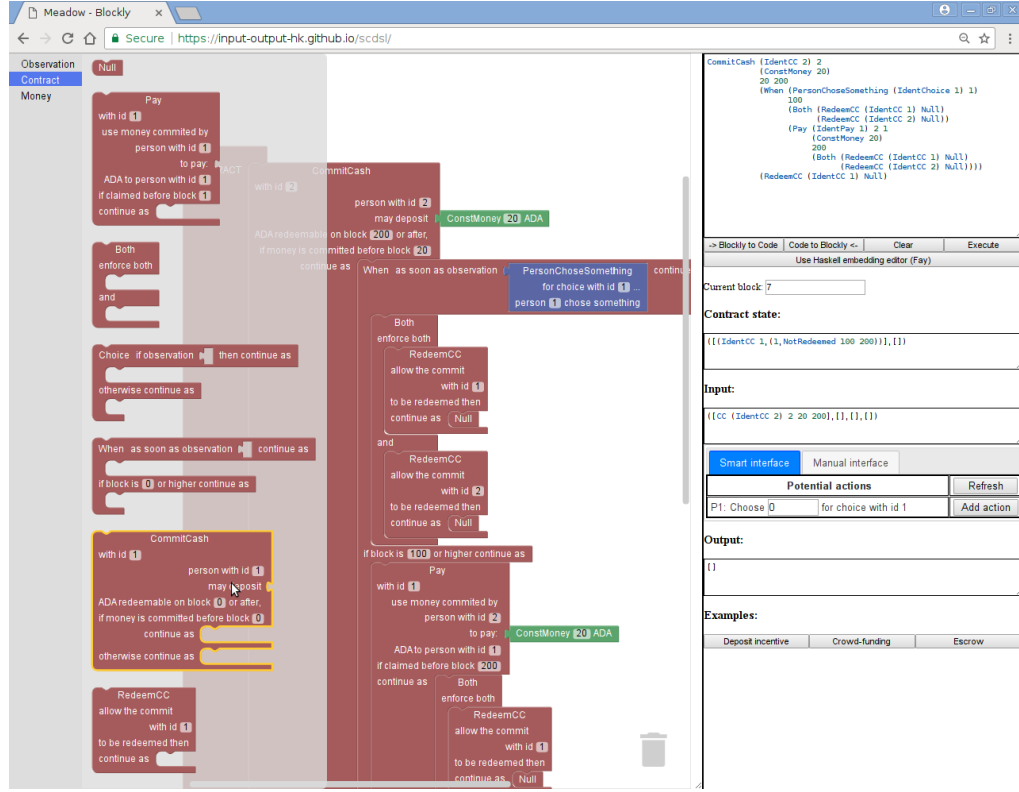 Meadow - Blockly
Secure | https://input-output-hk.github.io/scdsl/
Observation
Contract
Money
Null
Pay
with id 1
use money commited by
person with id 1
to pay:
ADA to person with id 1
if claimed before block 1
continue as
Both
enforce both
and
Choice if observation then continue as
otherwise continue as
When as soon as observation continue as
if block is 0 or higher continue as
CommitCash
with id 1
person with id 1
may deposit
ADA redeemable on block 0 or after,
if money is committed before block 0
continue as
otherwise continue as
RedeemCC
allow the commit
with id 1
to be redeemed then
continue as
CommitCash
with id 2
person with id 2
may deposit ConstMoney 20 ADA
ADA redeemable on block 200 or after,
if money is committed before block 20
continue as When as soon as observation PersonChoseSomething
for choice with id 1 ...
person 1 chose something
Both
enforce both
RedeemCC
allow the commit
with id 1
to be redeemed then
continue as Null
and
RedeemCC
allow the commit
with id 2
to be redeemed then
continue as Null
if block is 100 or higher continue as
Pay
with id 1
use money commited by
person with id 2
to pay: ConstMoney 20 ADA
ADA to person with id 1
if claimed before block 200
continue as Both
enforce both
RedeemCC
allow the commit
with id 1
to be redeemed then
continue as Null
CommitCash (IdentCC 2) 2
(ConstMoney 20)
20 200
(When (PersonChoseSomething (IdentChoice 1) 1)
100
(Both (RedeemCC (IdentCC 1) Null)
(RedeemCC (IdentCC 2) Null))
(Pay (IdentPay 1) 2 1
(ConstMoney 20)
200
(Both (RedeemCC (IdentCC 1) Null)
(RedeemCC (IdentCC 2) Null))))
(RedeemCC (IdentCC 1) Null)
-> Blockly to Code Code to Blockly <- Clear Execute
Use Haskell embedding editor (Fay)
Current block: 7
Contract state:
([(IdentCC 1,(1,NotRedeemed 100 200))],[])
Input:
([CC (IdentCC 2) 2 20 200],[],[],[])
Smart interface Manual interface
Potential actions Refresh
P1: Choose 0 for choice with id 1 Add action
Output:
[]
Examples:
Deposit incentive Crowd-funding Escrow